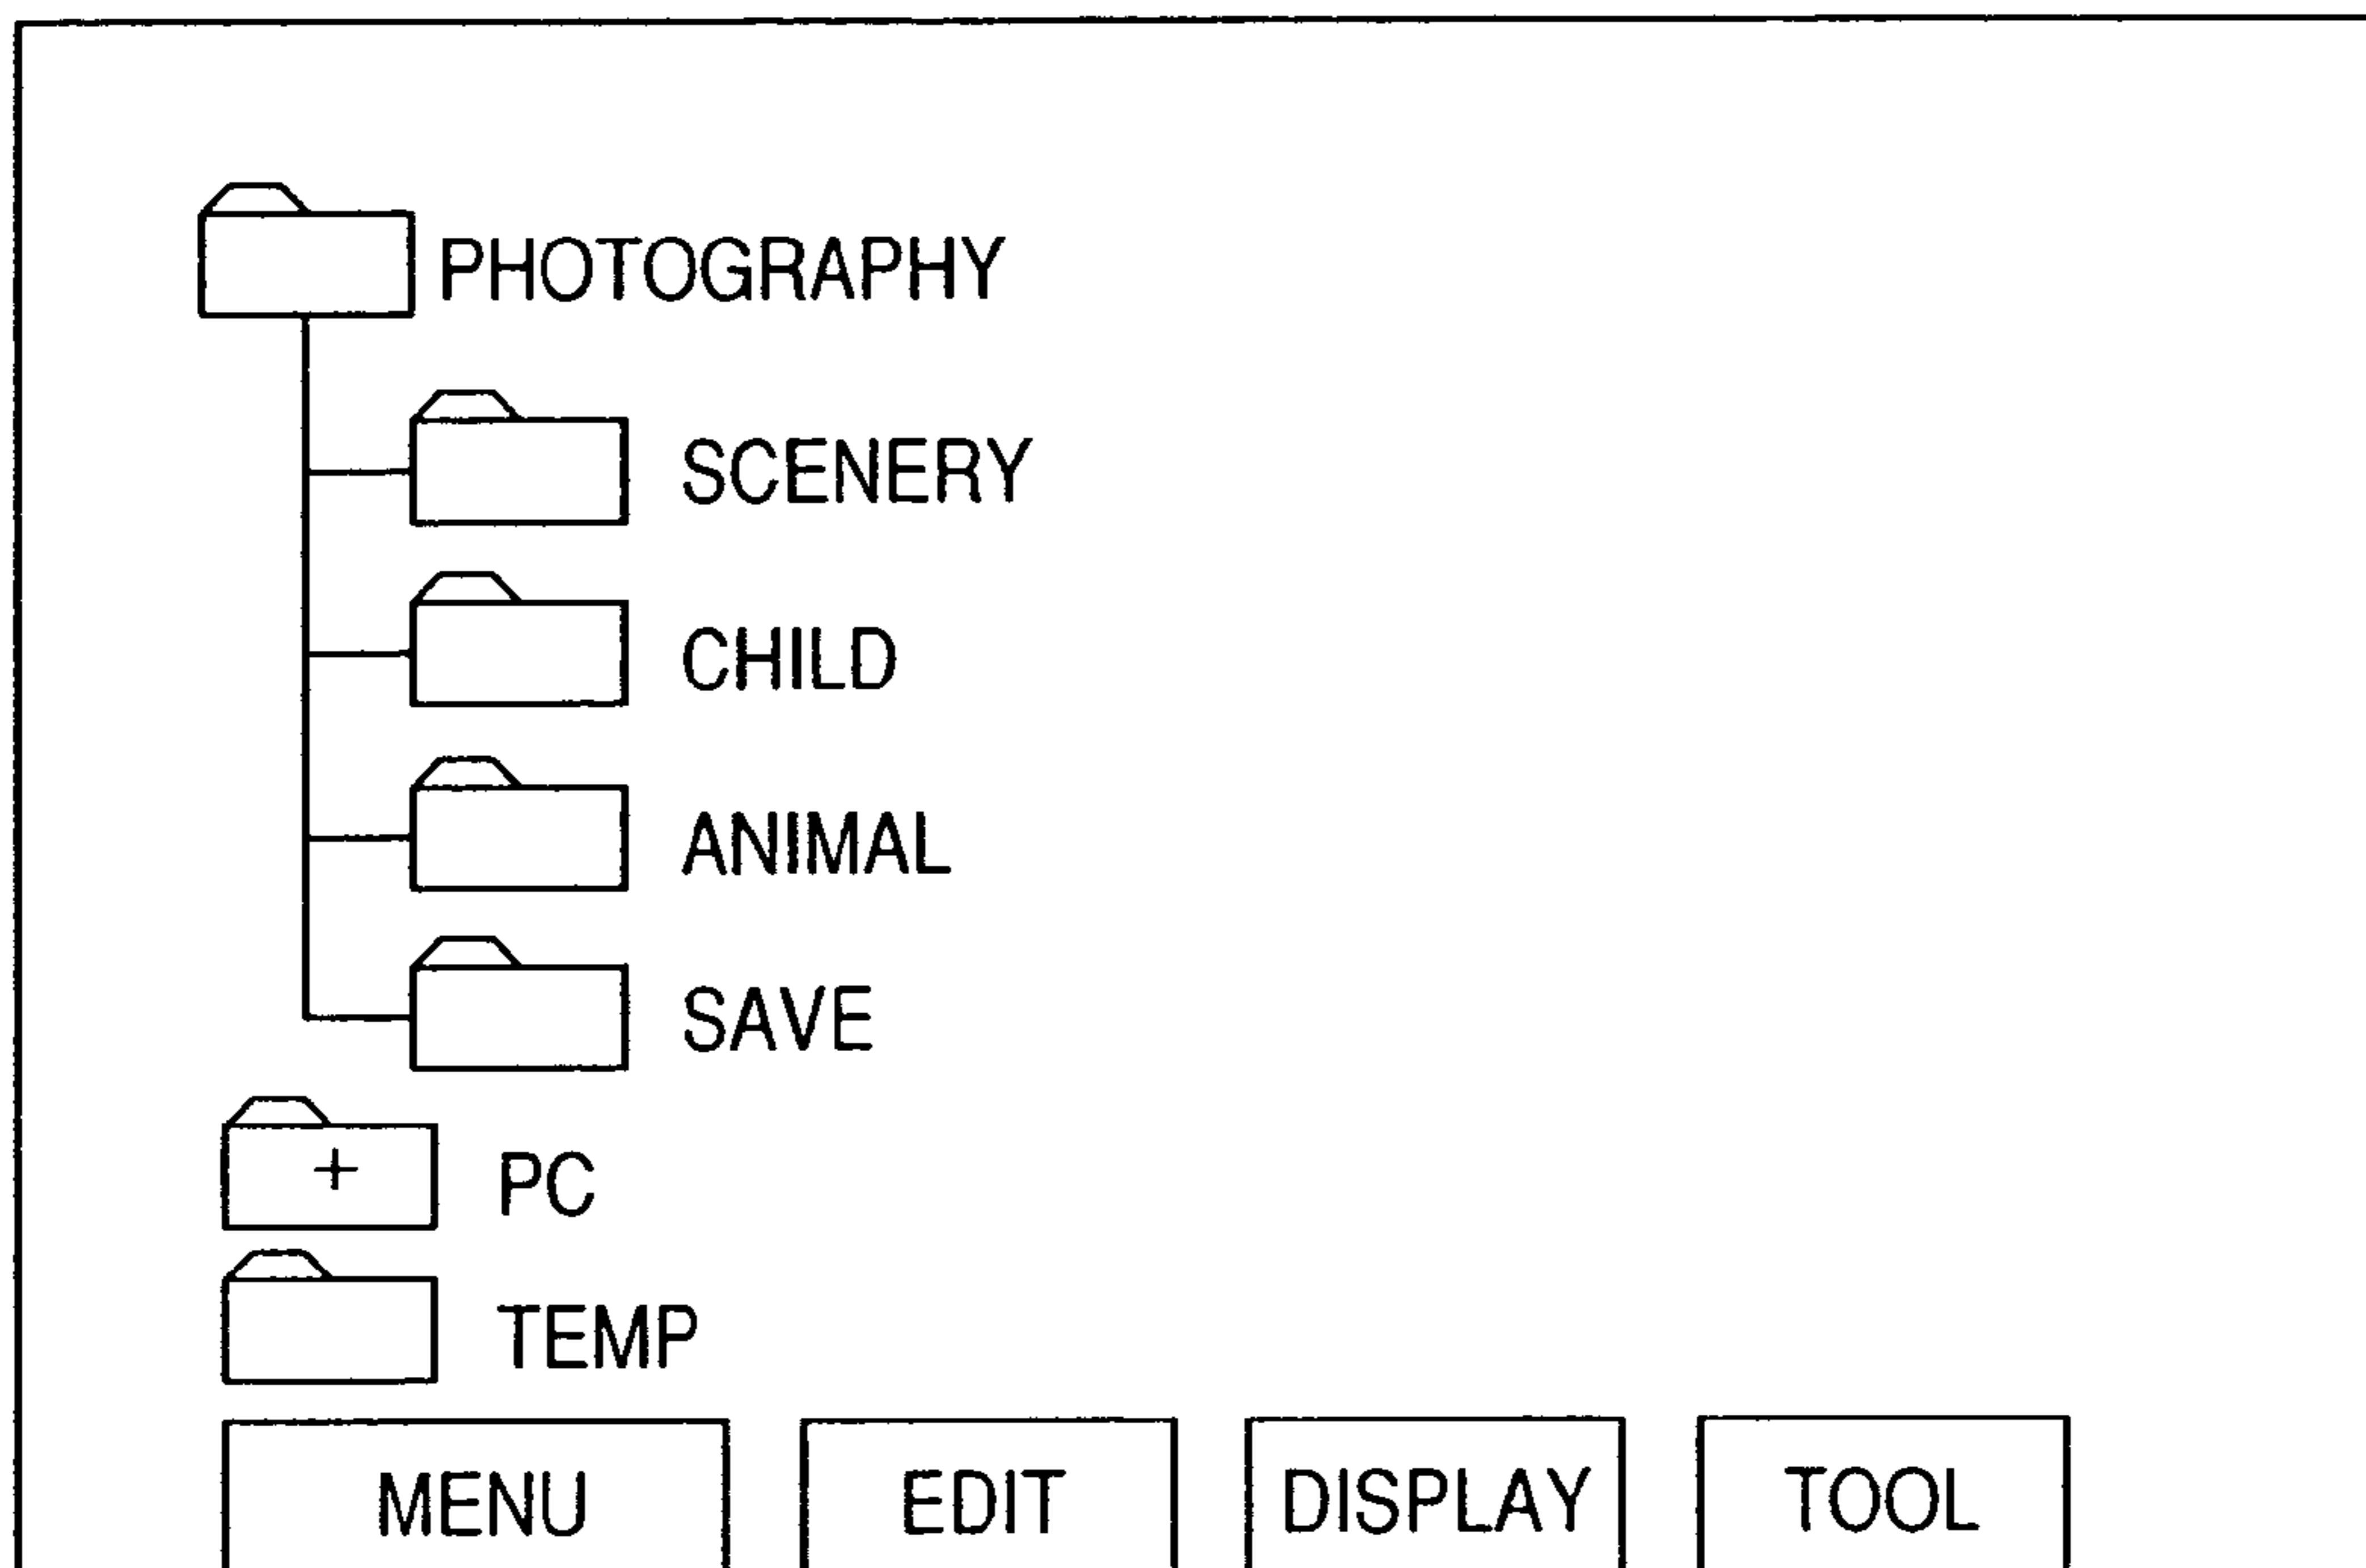 PHOTOGRAPHY
SCENERY
CHILD
ANIMAL
SAVE
+ PC
TEMP
MENU EDIT DISPLAY TOOL